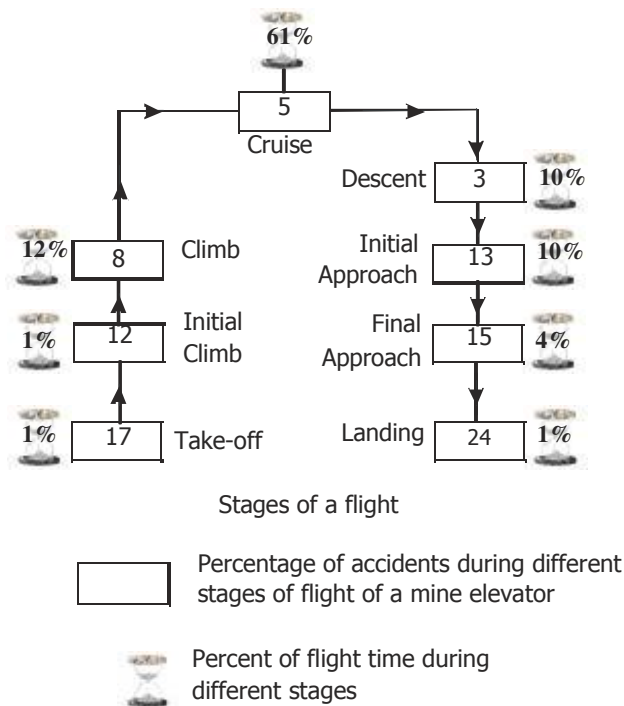 61%
5
Cruise
Descent
3
10%
12%
8
Climb
Initial
Approach
13
10%
1%
12
Initial
Climb
Final
Approach
15
4%
1%
17
Take-off
Landing
24
1%
Stages of a flight
Percentage of accidents during different
stages of flight of a mine elevator
Percent of flight time during
different stages